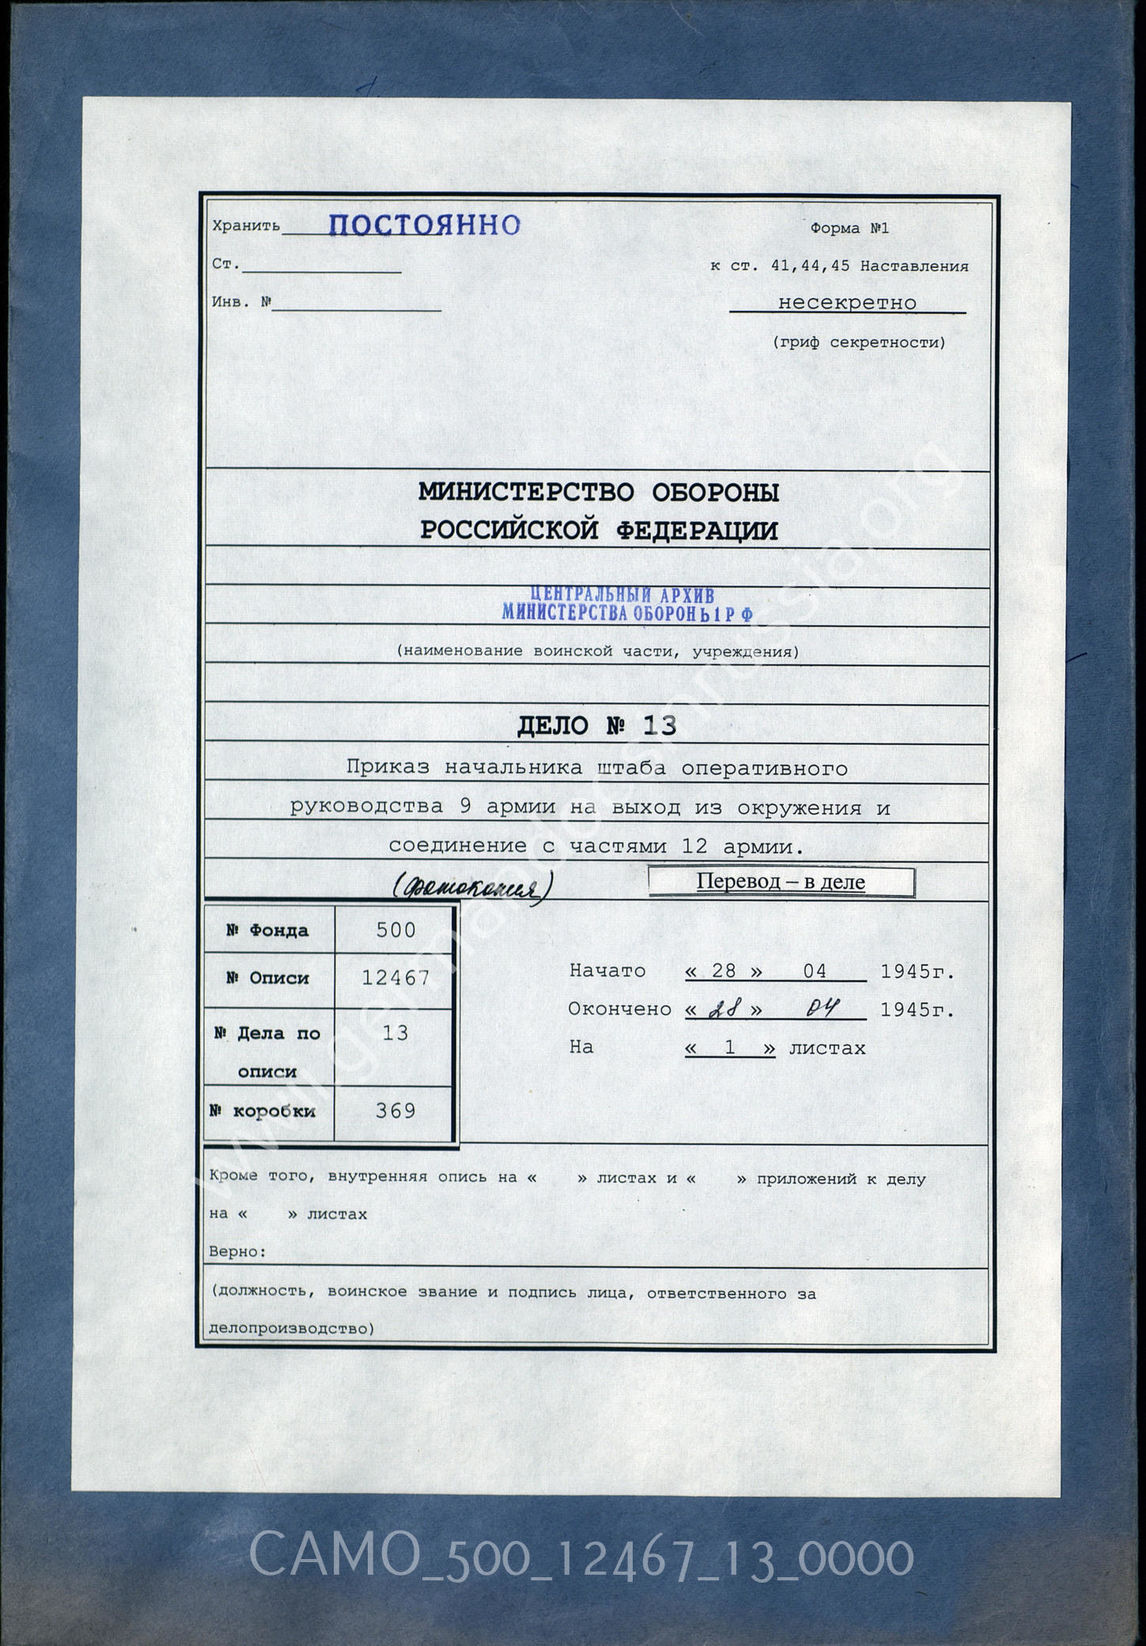 Хранить ПОСТОЯННО
Форма №1
Ст.
к ст. 41,44,45 Наставления
Инв. №
несекретно
(гриф секретности)
МИНИСТЕРСТВО ОБОРОНЫ
РОССИЙСКОЙ ФЕДЕРАЦИИ
ЦЕНТРАЛЬНЫЙ АРХИВ
МИНИСТЕРСТВА ОБОРОНЫ РФ
(наименование воинской части, учреждения)
ДЕЛО № 13
Приказ начальника штаба оперативного
руководства 9 армии на выход из окружения и
соединение с частями 12 армии.
(фотокопия)
Перевод – в деле
№ Фонда 500
№ Описи 12467
№ Дела по описи 13
№ коробки 369
Начато « 28 » 04 1945г.
Окончено « 28 » 04 1945г.
На « 1 » листах
Кроме того, внутренняя опись на « » листах и « » приложений к делу
на « » листах
Верно:
(должность, воинское звание и подпись лица, ответственного за
делопроизводство)
www.germandocsinrussia.org
CAMO_500_12467_13_0000